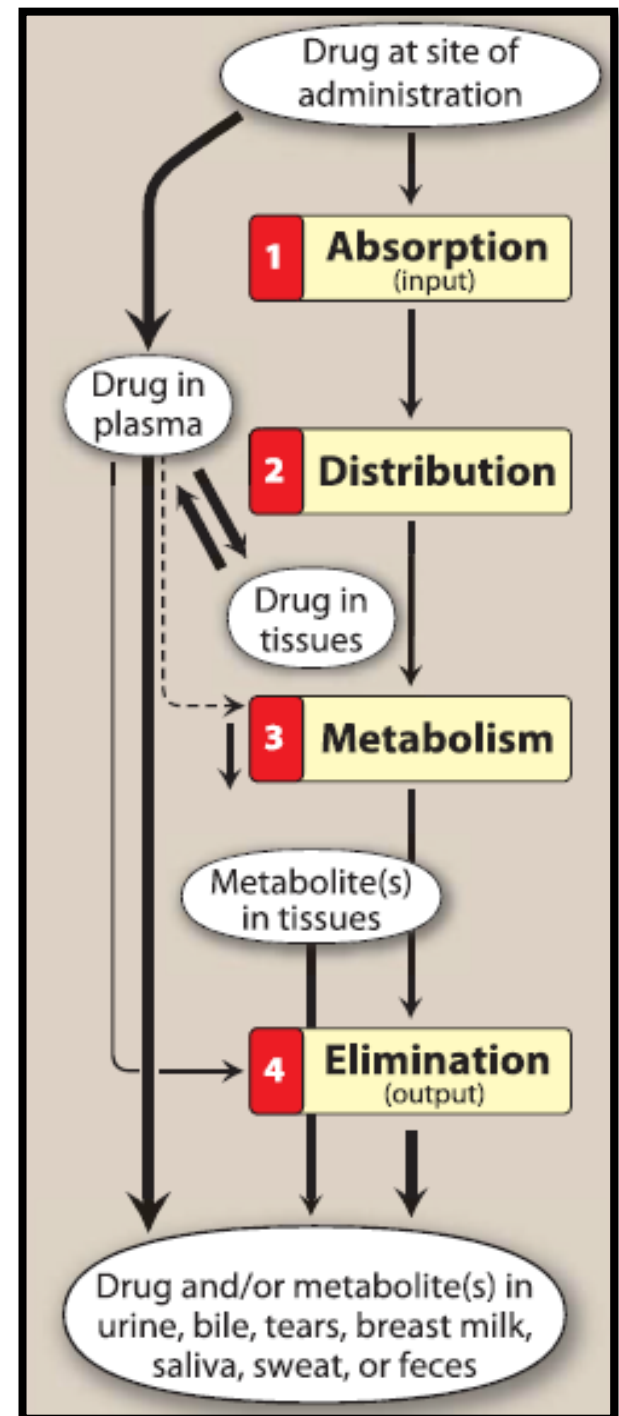 Drug at site of
administration
1 Absorption
(input)
Drug in
plasma
2 Distribution
Drug in
tissues
3 Metabolism
Metabolite(s)
in tissues
4 Elimination
(output)
Drug and/or metabolite(s) in
urine, bile, tears, breast milk,
saliva, sweat, or feces